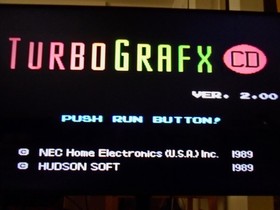 TURBOGRAFX CD
VER. 2.00
PUSH RUN BUTTON!
© NEC Home Electronics (U.S.A.) Inc. 1989
© HUDSON SOFT 1989